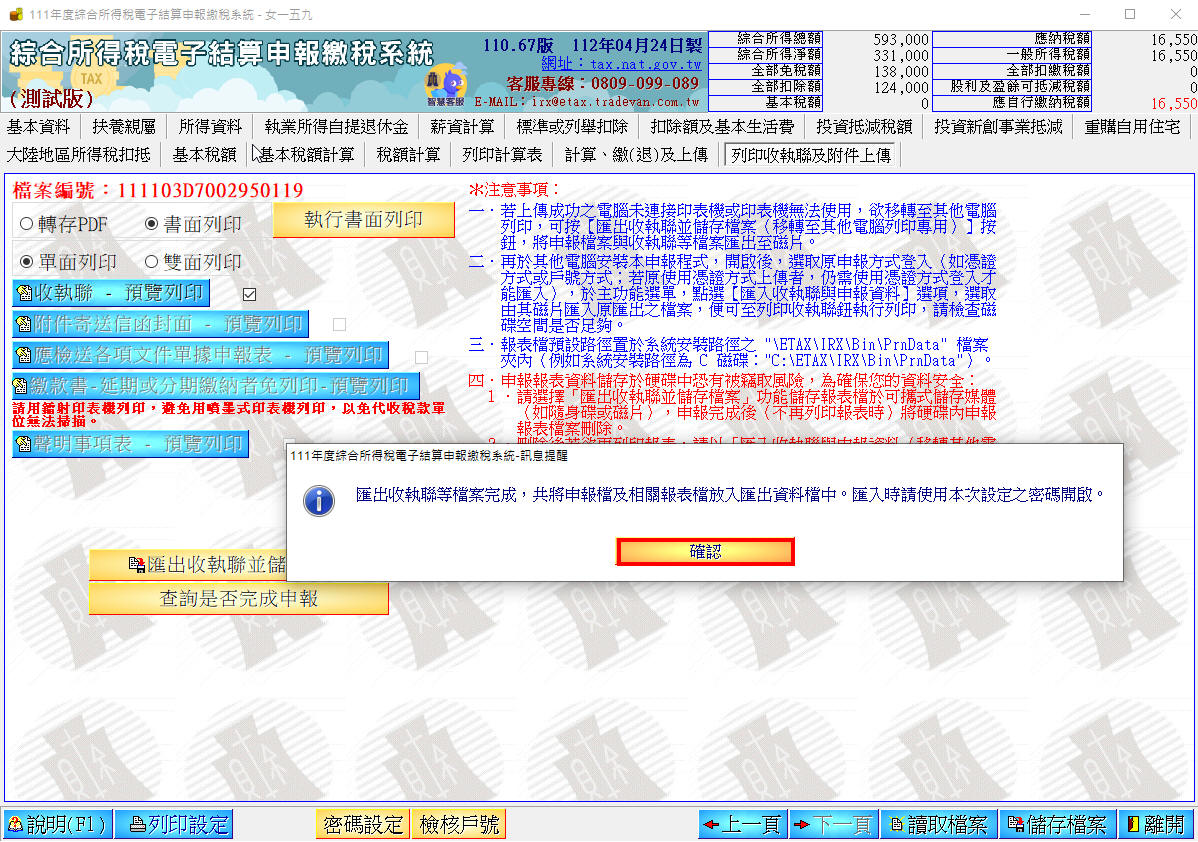 111年度綜合所得稅電子結算申報繳稅系統 - 女一五九
綜合所得稅電子結算申報繳稅系統
(測試版)
TAX
智慧客服
110.67版 112年04月24日製
網址：tax.nat.gov.tw
客服專線：0809-099-089
E-MAIL：irx@etax.tradevan.com.tw
綜合所得總額 593,000 應納稅額 16,550
綜合所得淨額 331,000 一般所得稅額 16,550
全部免稅額 138,000 全部扣繳稅額 0
全部扣除額 124,000 股利及盈餘可抵減稅額 0
基本稅額 0 應自行繳納稅額 16,550
基本資料 扶養親屬 所得資料 執業所得自提退休金 薪資計算 標準或列舉扣除 扣除額及基本生活費 投資抵減稅額 投資新創事業抵減 重購自用住宅
大陸地區所得稅扣抵 基本稅額 基本稅額計算 稅額計算 列印計算表 計算、繳(退)及上傳 列印收執聯及附件上傳
檔案編號：111103D7002950119
轉存PDF 書面列印 執行書面列印
單面列印 雙面列印
收執聯 - 預覽列印
附件寄送信函封面 - 預覽列印
應檢送各項文件單據申報表 - 預覽列印
繳款書-延期或分期繳納者免列印-預覽列印
請用鐳射印表機列印，避免用噴墨式印表機列印，以免代收稅款單
位無法掃描。
聲明事項表 - 預覽列印
匯出收執聯並儲
查詢是否完成申報
＊注意事項：
一．若上傳成功之電腦未連接印表機或印表機無法使用，欲移轉至其他電腦
列印，可按［匯出收執聯並儲存檔案（移轉至其他電腦列印專用）］按
鈕，將申報檔案與收執聯等檔案匯出至磁片。
二．再於其他電腦安裝本申報程式，開啟後，選取原申報方式登入（如憑證
方式或戶號方式；若原使用憑證方式上傳者，仍需使用憑證方式登入才
能匯入），於主功能選單，點選［匯入收執聯與申報資料］選項，選取
由其磁片匯入原匯出之檔案，便可至列印收執聯鈕執行列印，請檢查磁
碟空間是否足夠。
三．報表檔預設路徑置於系統安裝路徑之 "\ETAX\IRX\Bin\PrnData" 檔案
夾內（例如系統安裝路徑為 C 磁碟："C:\ETAX\IRX\Bin\PrnData"）。
四．申報報表資料儲存於硬碟中恐有被竊取風險，為確保您的資料安全：
1．請選擇「匯出收執聯並儲存檔案」功能儲存報表檔於可攜式儲存媒體
（如隨身碟或磁片），申報完成後（不再列印報表時）將硬碟內申報
報表檔案刪除。
111年度綜合所得稅電子結算申報繳稅系統-訊息提醒
匯出收執聯等檔案完成，共將申報檔及相關報表檔放入匯出資料檔中。匯入時請使用本次設定之密碼開啟。
確認
說明(F1) 列印設定 密碼設定 檢核戶號 上一頁 下一頁 讀取檔案 儲存檔案 離開